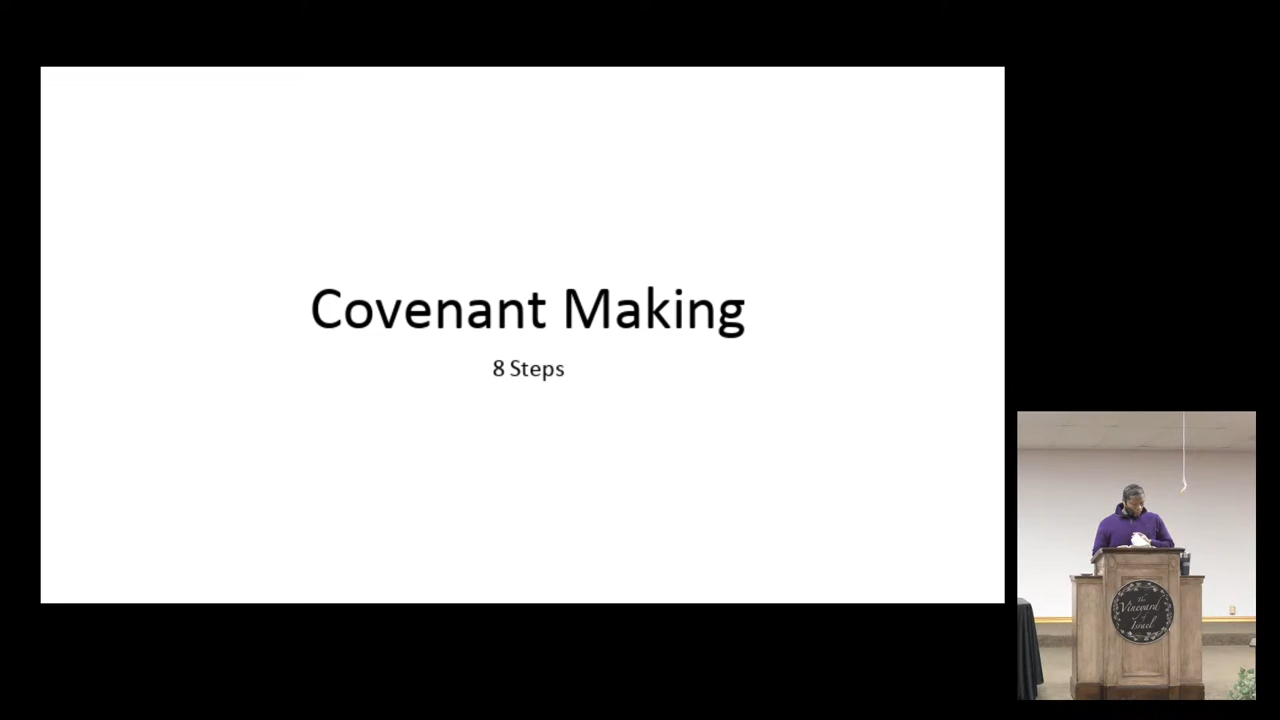 Covenant Making
8 Steps
The
Vineyard
of
Israel